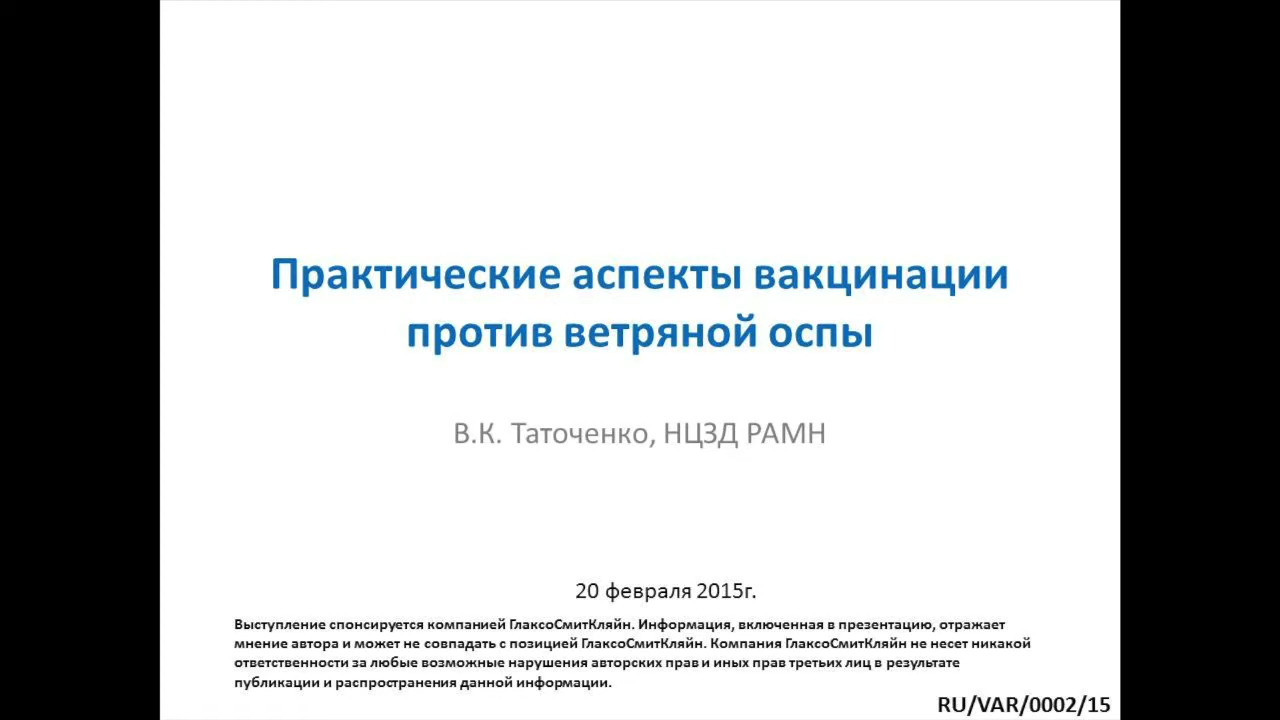 Практические аспекты вакцинации
против ветряной оспы
В.К. Таточенко, НЦЗД РАМН
20 февраля 2015г.
Выступление спонсируется компанией ГлаксоСмитКляйн. Информация, включенная в презентацию, отражает
мнение автора и может не совпадать с позицией ГлаксоСмитКляйн. Компания ГлаксоСмитКляйн не несет никакой
ответственности за любые возможные нарушения авторских прав и иных прав третьих лиц в результате
публикации и распространения данной информации.
RU/VAR/0002/15